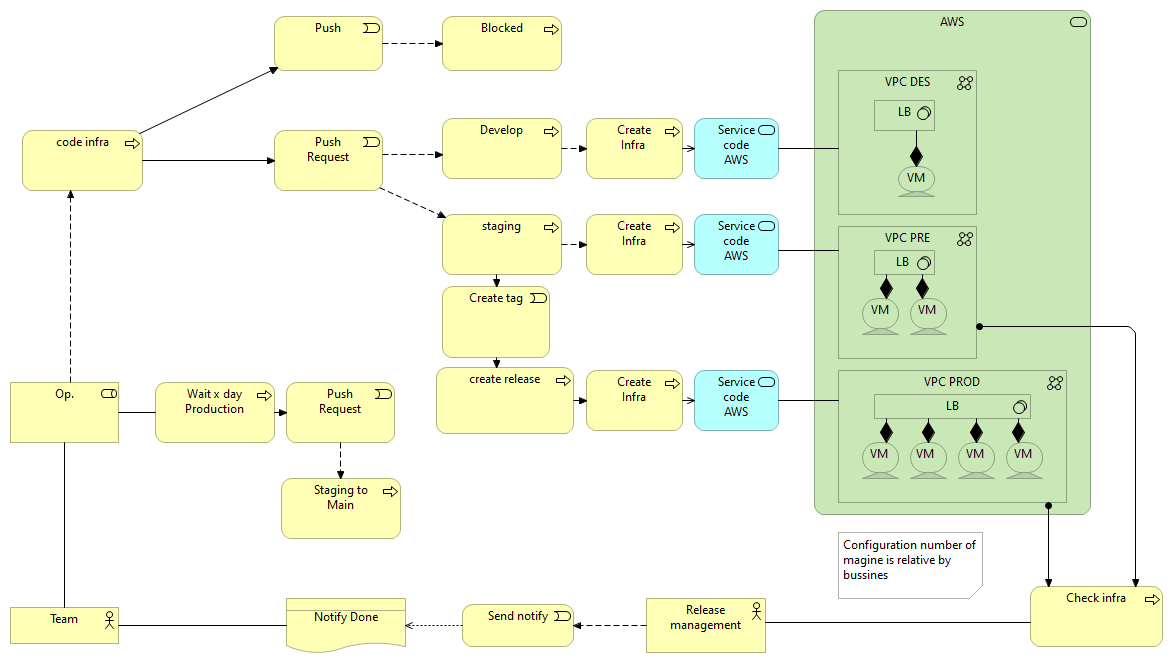 Push
Blocked
AWS
code infra
Push
Request
Develop
Create
Infra
Service
code
AWS
VPC DES
LB
VM
staging
Create
Infra
Service
code
AWS
VPC PRE
LB
VM
VM
Create tag
create release
Create
Infra
Service
code
AWS
VPC PROD
LB
VM
VM
VM
VM
Op.
Wait x day
Production
Push
Request
Staging to
Main
Configuration number of
magine is relative by
bussines
Team
Notify Done
Send notify
Release
management
Check infra